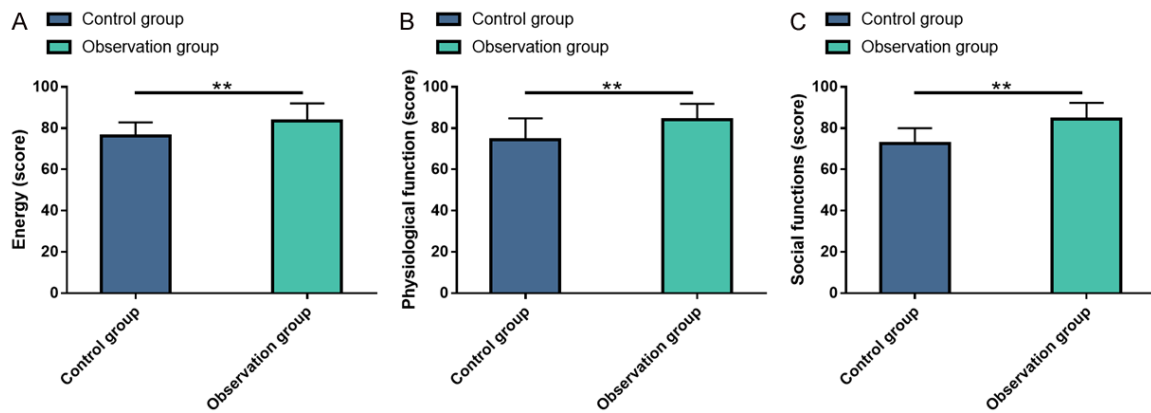 A
Control group
Observation group
Energy (score)
100
80
60
40
20
0
**
Control group
Observation group
B
Control group
Observation group
Physiological function (score)
100
80
60
40
20
0
**
Control group
Observation group
C
Control group
Observation group
Social functions (score)
100
80
60
40
20
0
**
Control group
Observation group